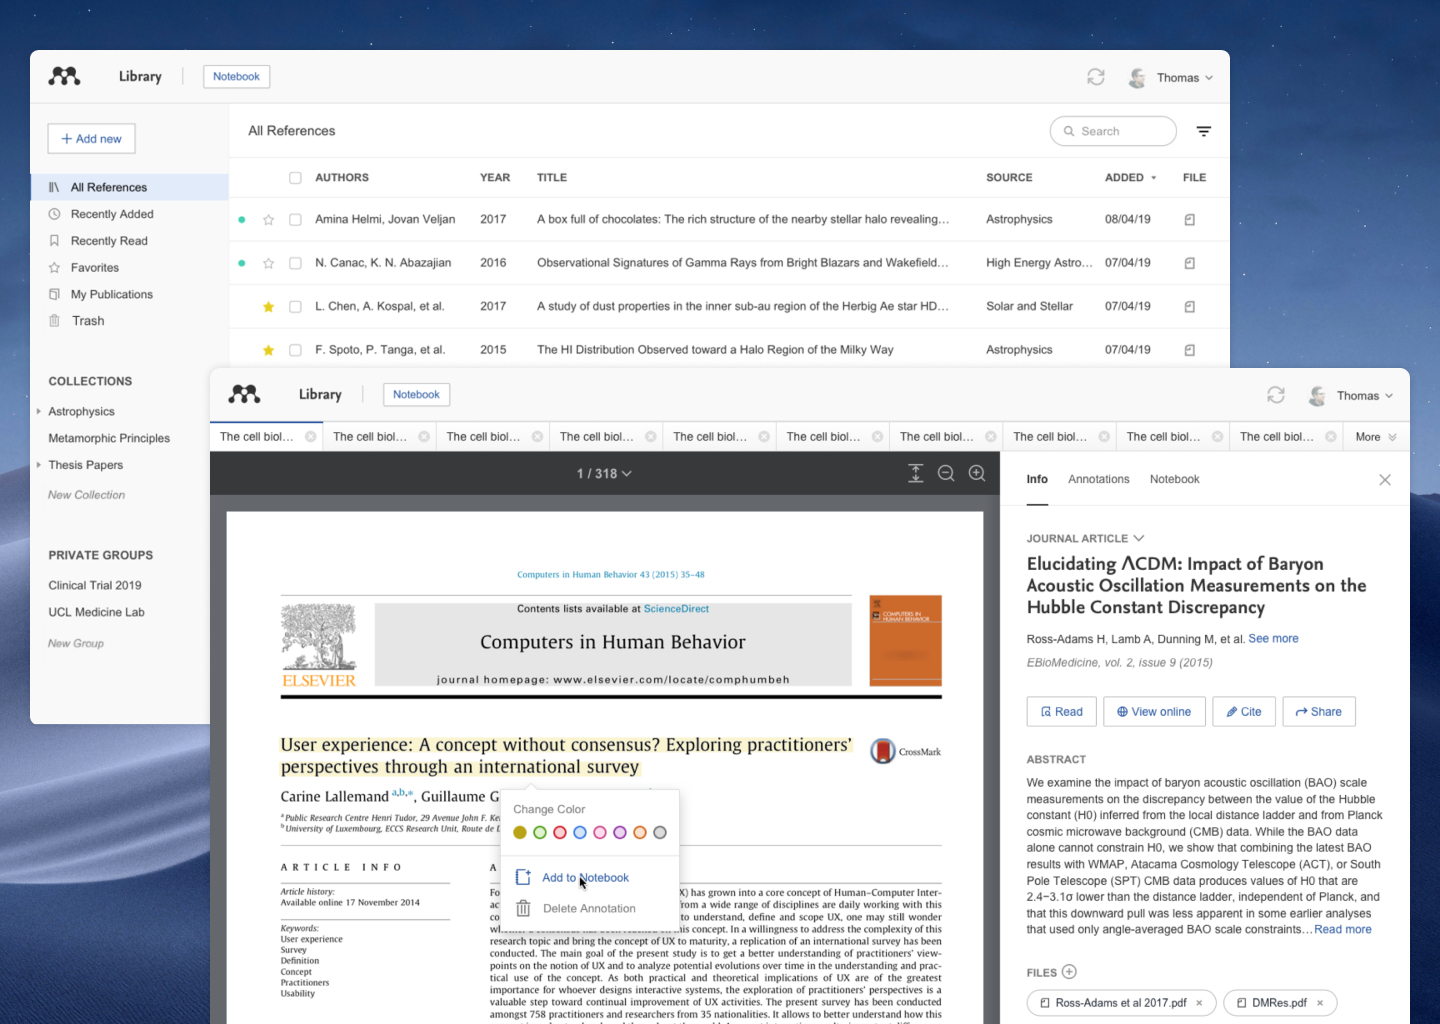 Library
Notebook
Thomas
+ Add new
All References
Recently Added
Recently Read
Favorites
My Publications
Trash
COLLECTIONS
Astrophysics
Metamorphic Principles
Thesis Papers
New Collection
PRIVATE GROUPS
Clinical Trial 2019
UCL Medicine Lab
New Group
All References
Search
AUTHORS YEAR TITLE SOURCE ADDED FILE
Amina Helmi, Jovan Veljan 2017 A box full of chocolates: The rich structure of the nearby stellar halo revealing... Astrophysics 08/04/19
N. Canac, K. N. Abazajian 2016 Observational Signatures of Gamma Rays from Bright Blazars and Wakefield... High Energy Astro... 07/04/19
L. Chen, A. Kospal, et al. 2017 A study of dust properties in the inner sub-au region of the Herbig Ae star HD... Solar and Stellar 07/04/19
F. Spoto, P. Tanga, et al. 2015 The HI Distribution Observed toward a Halo Region of the Milky Way Astrophysics 07/04/19
Library
Notebook
Thomas
The cell biol... The cell biol... The cell biol... The cell biol... The cell biol... The cell biol... The cell biol... The cell biol... The cell biol... The cell biol... More
1 / 318
Computers in Human Behavior 43 (2015) 35–48
Contents lists available at ScienceDirect
Computers in Human Behavior
journal homepage: www.elsevier.com/locate/comphumbeh
ELSEVIER
COMPUTERS IN
HUMAN BEHAVIOR
User experience: A concept without consensus? Exploring practitioners'
perspectives through an international survey
CrossMark
Carine Lallemand a,b,*, Guillaume G
a Public Research Centre Henri Tudor, 29 Avenue John F. Ke
b University of Luxembourg, ECCS Research Unit, Route de
Change Color
Add to Notebook
Delete Annotation
ARTICLE INFO
Article history:
Available online 17 November 2014
Keywords:
User experience
Survey
Definition
Concept
Practitioners
Usability
A
Fo X) has grown into a core concept of Human–Computer Inter-
ac from a wide range of disciplines are daily working with this
co to understand, define and scope UX, one may still wonder
this concept. In a willingness to address the complexity of this
research topic and bring the concept of UX to maturity, a replication of an international survey has been
conducted. The main goal of the present study is to get a better understanding of practitioners' view-
points on the notion of UX and to analyze potential evolutions over time in the understanding and prac-
tical use of the concept. As both practical and theoretical implications of UX are of the greatest
importance for whoever designs interactive systems, the exploration of practitioners' perspectives is a
valuable step toward continual improvement of UX activities. The present survey has been conducted
amongst 758 practitioners and researchers from 35 nationalities. It allows to better understand how this
Info Annotations Notebook
JOURNAL ARTICLE
Elucidating ΛCDM: Impact of Baryon
Acoustic Oscillation Measurements on the
Hubble Constant Discrepancy
Ross-Adams H, Lamb A, Dunning M, et al. See more
EBioMedicine, vol. 2, issue 9 (2015)
Read View online Cite Share
ABSTRACT
We examine the impact of baryon acoustic oscillation (BAO) scale
measurements on the discrepancy between the value of the Hubble
constant (H0) inferred from the local distance ladder and from Planck
cosmic microwave background (CMB) data. While the BAO data
alone cannot constrain H0, we show that combining the latest BAO
results with WMAP, Atacama Cosmology Telescope (ACT), or South
Pole Telescope (SPT) CMB data produces values of H0 that are
2.4−3.1σ lower than the distance ladder, independent of Planck, and
that this downward pull was less apparent in some earlier analyses
that used only angle-averaged BAO scale constraints... Read more
FILES
Ross-Adams et al 2017.pdf ×
DMRes.pdf ×